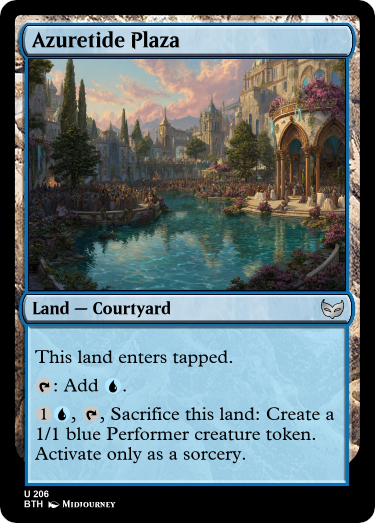 Azuretide Plaza
Land — Courtyard
This land enters tapped.
: Add .
1 , , Sacrifice this land: Create a
1/1 blue Performer creature token.
Activate only as a sorcery.
U 206
BTH Midjourney